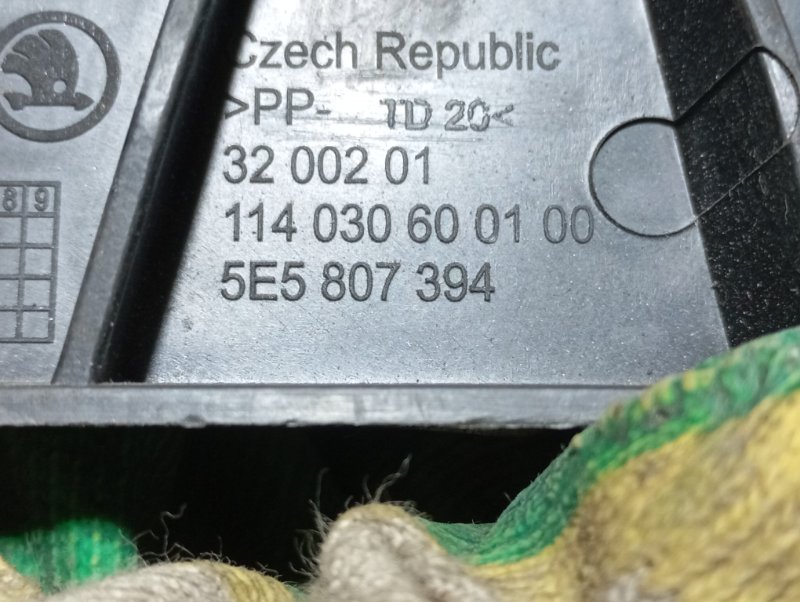 Czech Republic
>PP- TD 20<
32 002 01
114 030 60 01 00
5E5 807 394
8 9